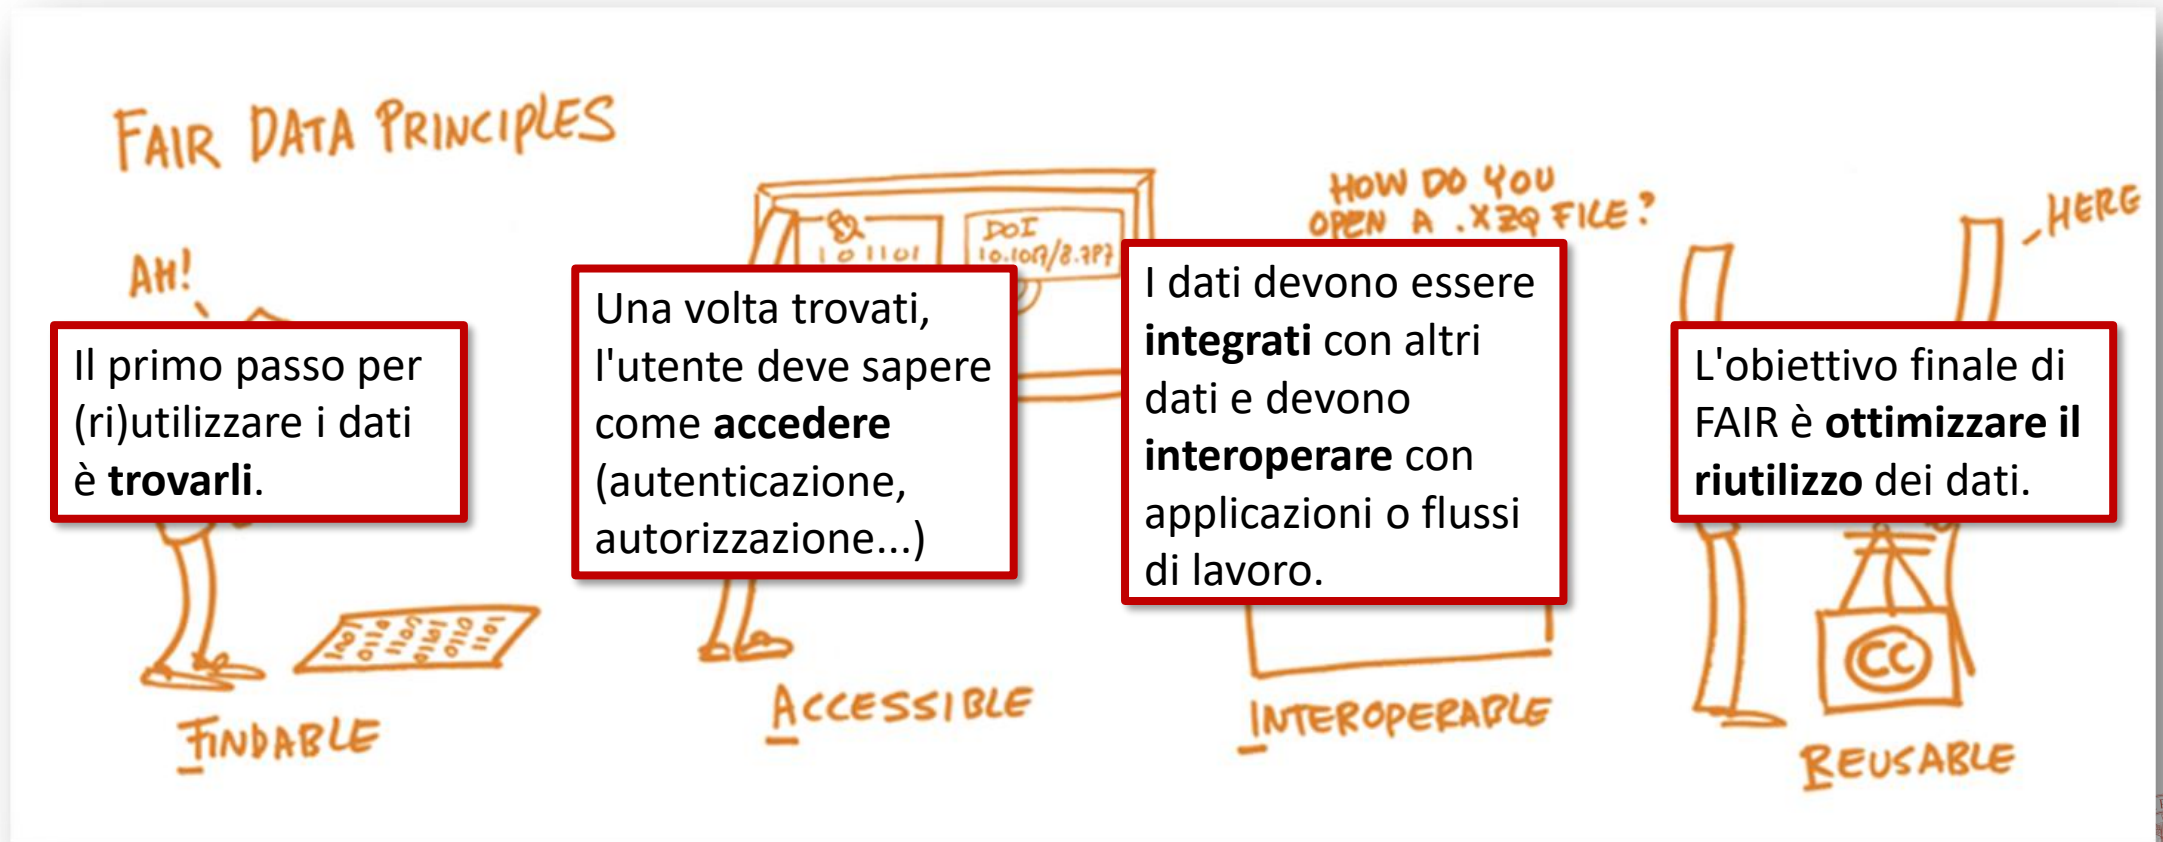 FAIR DATA PRINCIPLES
AH!
Il primo passo per
(ri)utilizzare i dati
è trovarli.
FINDABLE
101101
DOI
Una volta trovati,
l'utente deve sapere
come accedere
(autenticazione,
autorizzazione...)
ACCESSIBLE
HOW DO YOU
OPEN A .XZQ FILE?
I dati devono essere
integrati con altri
dati e devono
interoperare con
applicazioni o flussi
di lavoro.
INTEROPERABLE
HERE
L'obiettivo finale di
FAIR è ottimizzare il
riutilizzo dei dati.
CC
REUSABLE